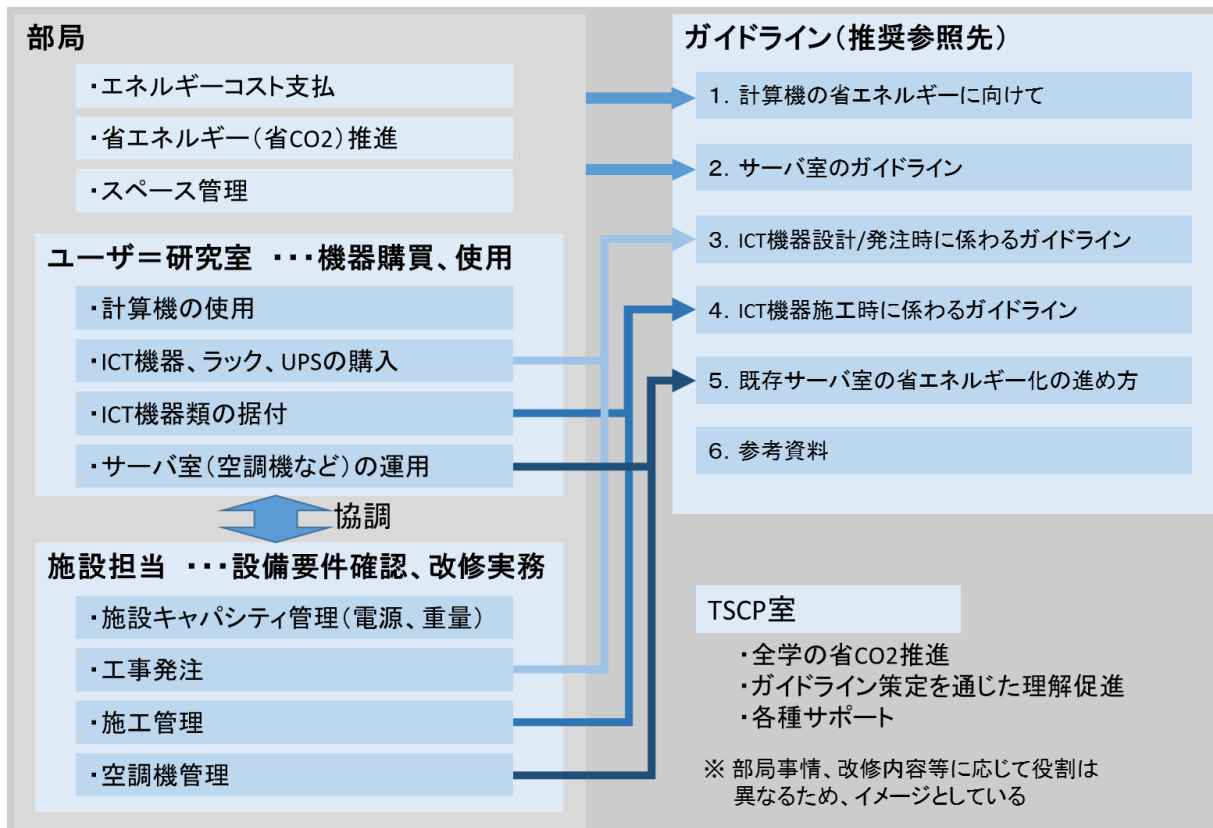 部局
・エネルギーコスト支払
・省エネルギー(省CO2)推進
・スペース管理
ユーザ=研究室 ・・・機器購買、使用
・計算機の使用
・ICT機器、ラック、UPSの購入
・ICT機器類の据付
・サーバ室(空調機など)の運用
協調
施設担当 ・・・設備要件確認、改修実務
・施設キャパシティ管理(電源、重量)
・工事発注
・施工管理
・空調機管理
ガイドライン(推奨参照先)
1. 計算機の省エネルギーに向けて
2. サーバ室のガイドライン
3. ICT機器設計/発注時に係わるガイドライン
4. ICT機器施工時に係わるガイドライン
5. 既存サーバ室の省エネルギー化の進め方
6. 参考資料
TSCP室
・全学の省CO2推進
・ガイドライン策定を通じた理解促進
・各種サポート
※ 部局事情、改修内容等に応じて役割は
異なるため、イメージとしている